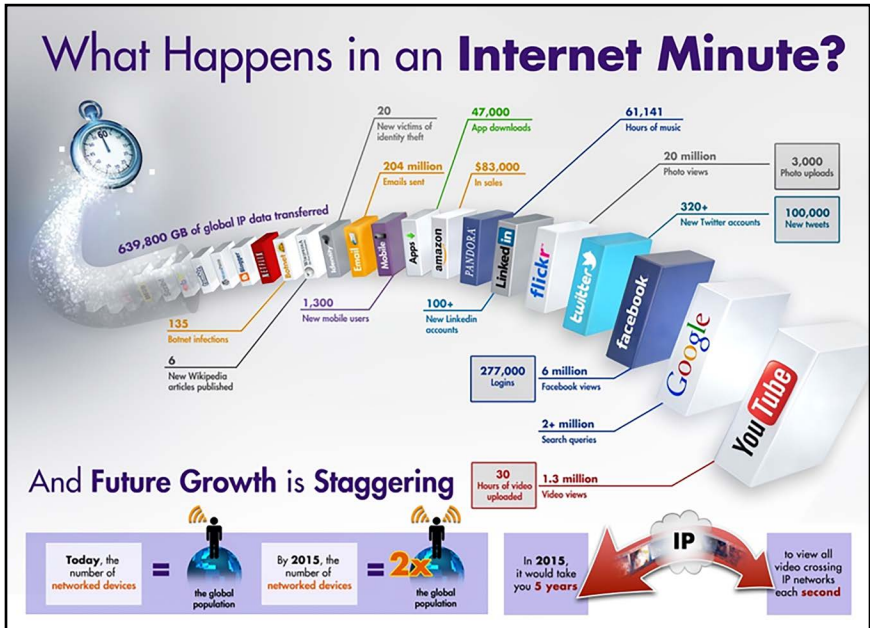 What Happens in an Internet Minute?
60
20
New victims of
identity theft
47,000
App downloads
61,141
Hours of music
204 million
Emails sent
$83,000
In sales
20 million
Photo views
3,000
Photo uploads
320+
New Twitter accounts
100,000
New tweets
639,800 GB of global IP data transferred
NETFLIX
Botnet
Identity
Email
Mobile
Apps
amazon
PANDORA
Linked in
flickr
twitter
facebook
Google
YouTube
135
Botnet infections
6
New Wikipedia
articles published
1,300
New mobile users
100+
New Linkedin
accounts
277,000
Logins
6 million
Facebook views
2+ million
Search queries
30
Hours of video
uploaded
1.3 million
Video views
And Future Growth is Staggering
Today, the
number of
networked devices
=
the global
population
By 2015, the
number of
networked devices
=
2x
the global
population
In 2015,
it would take
you 5 years
IP
to view all
video crossing
IP networks
each second